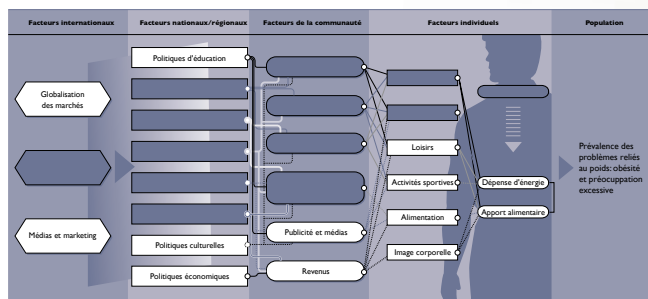 Facteurs internationaux
Facteurs nationaux/régionaux
Facteurs de la communauté
Facteurs individuels
Population
Globalisation
des marchés
Médias et marketing
Politiques d'éducation
Politiques culturelles
Politiques économiques
Publicité et médias
Revenus
Loisirs
Activités sportives
Alimentation
Image corporelle
Dépense d'énergie
Apport alimentaire
Prévalence des
problèmes reliés
au poids: obésité
et préoccupation
excessive